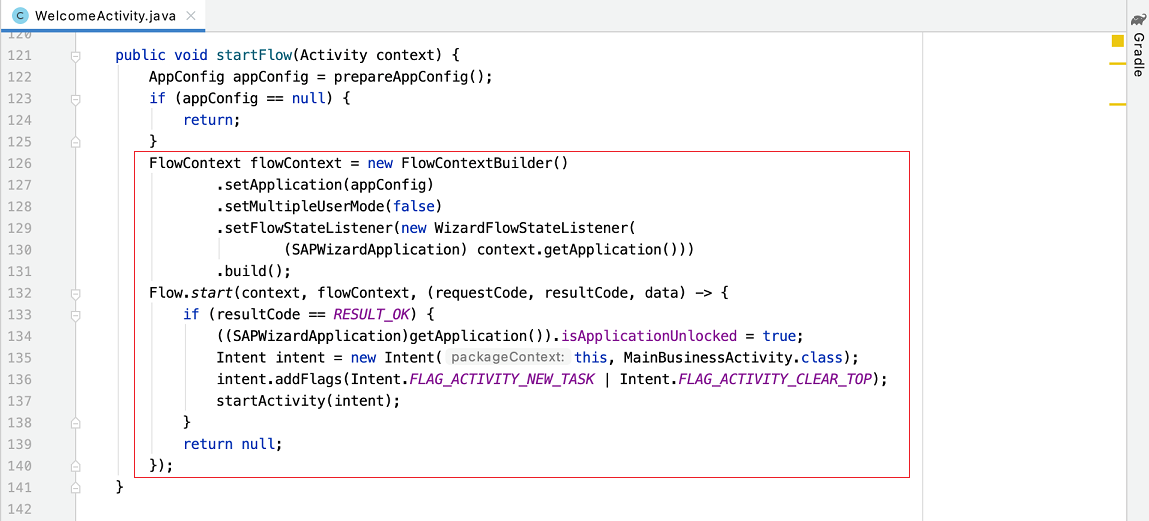 WelcomeActivity.java
Gradle
120
121 public void startFlow(Activity context) {
122 AppConfig appConfig = prepareAppConfig();
123 if (appConfig == null) {
124 return;
125 }
126 FlowContext flowContext = new FlowContextBuilder()
127 .setApplication(appConfig)
128 .setMultipleUserMode(false)
129 .setFlowStateListener(new WizardFlowStateListener(
130 (SAPWizardApplication) context.getApplication()))
131 .build();
132 Flow.start(context, flowContext, (requestCode, resultCode, data) -> {
133 if (resultCode == RESULT_OK) {
134 ((SAPWizardApplication)getApplication()).isApplicationUnlocked = true;
135 Intent intent = new Intent( packageContext: this, MainBusinessActivity.class);
136 intent.addFlags(Intent.FLAG_ACTIVITY_NEW_TASK | Intent.FLAG_ACTIVITY_CLEAR_TOP);
137 startActivity(intent);
138 }
139 return null;
140 });
141 }
142